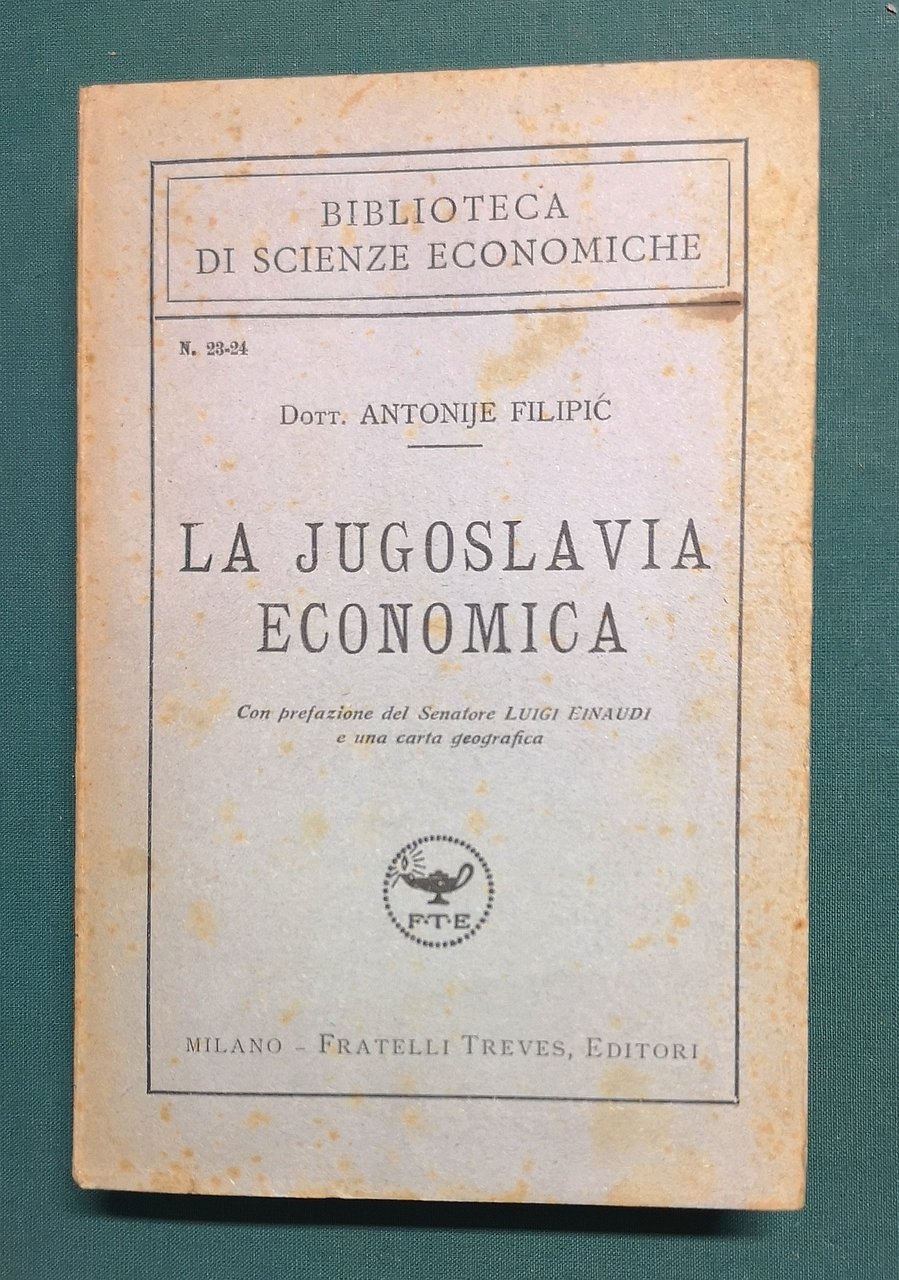 BIBLIOTECA
DI SCIENZE ECONOMICHE
N. 23-24
DOTT. ANTONIJE FILIPIĆ
LA JUGOSLAVIA
ECONOMICA
Con prefazione del Senatore LUIGI EINAUDI
e una carta geografica
F·T·E
MILANO - FRATELLI TREVES, EDITORI